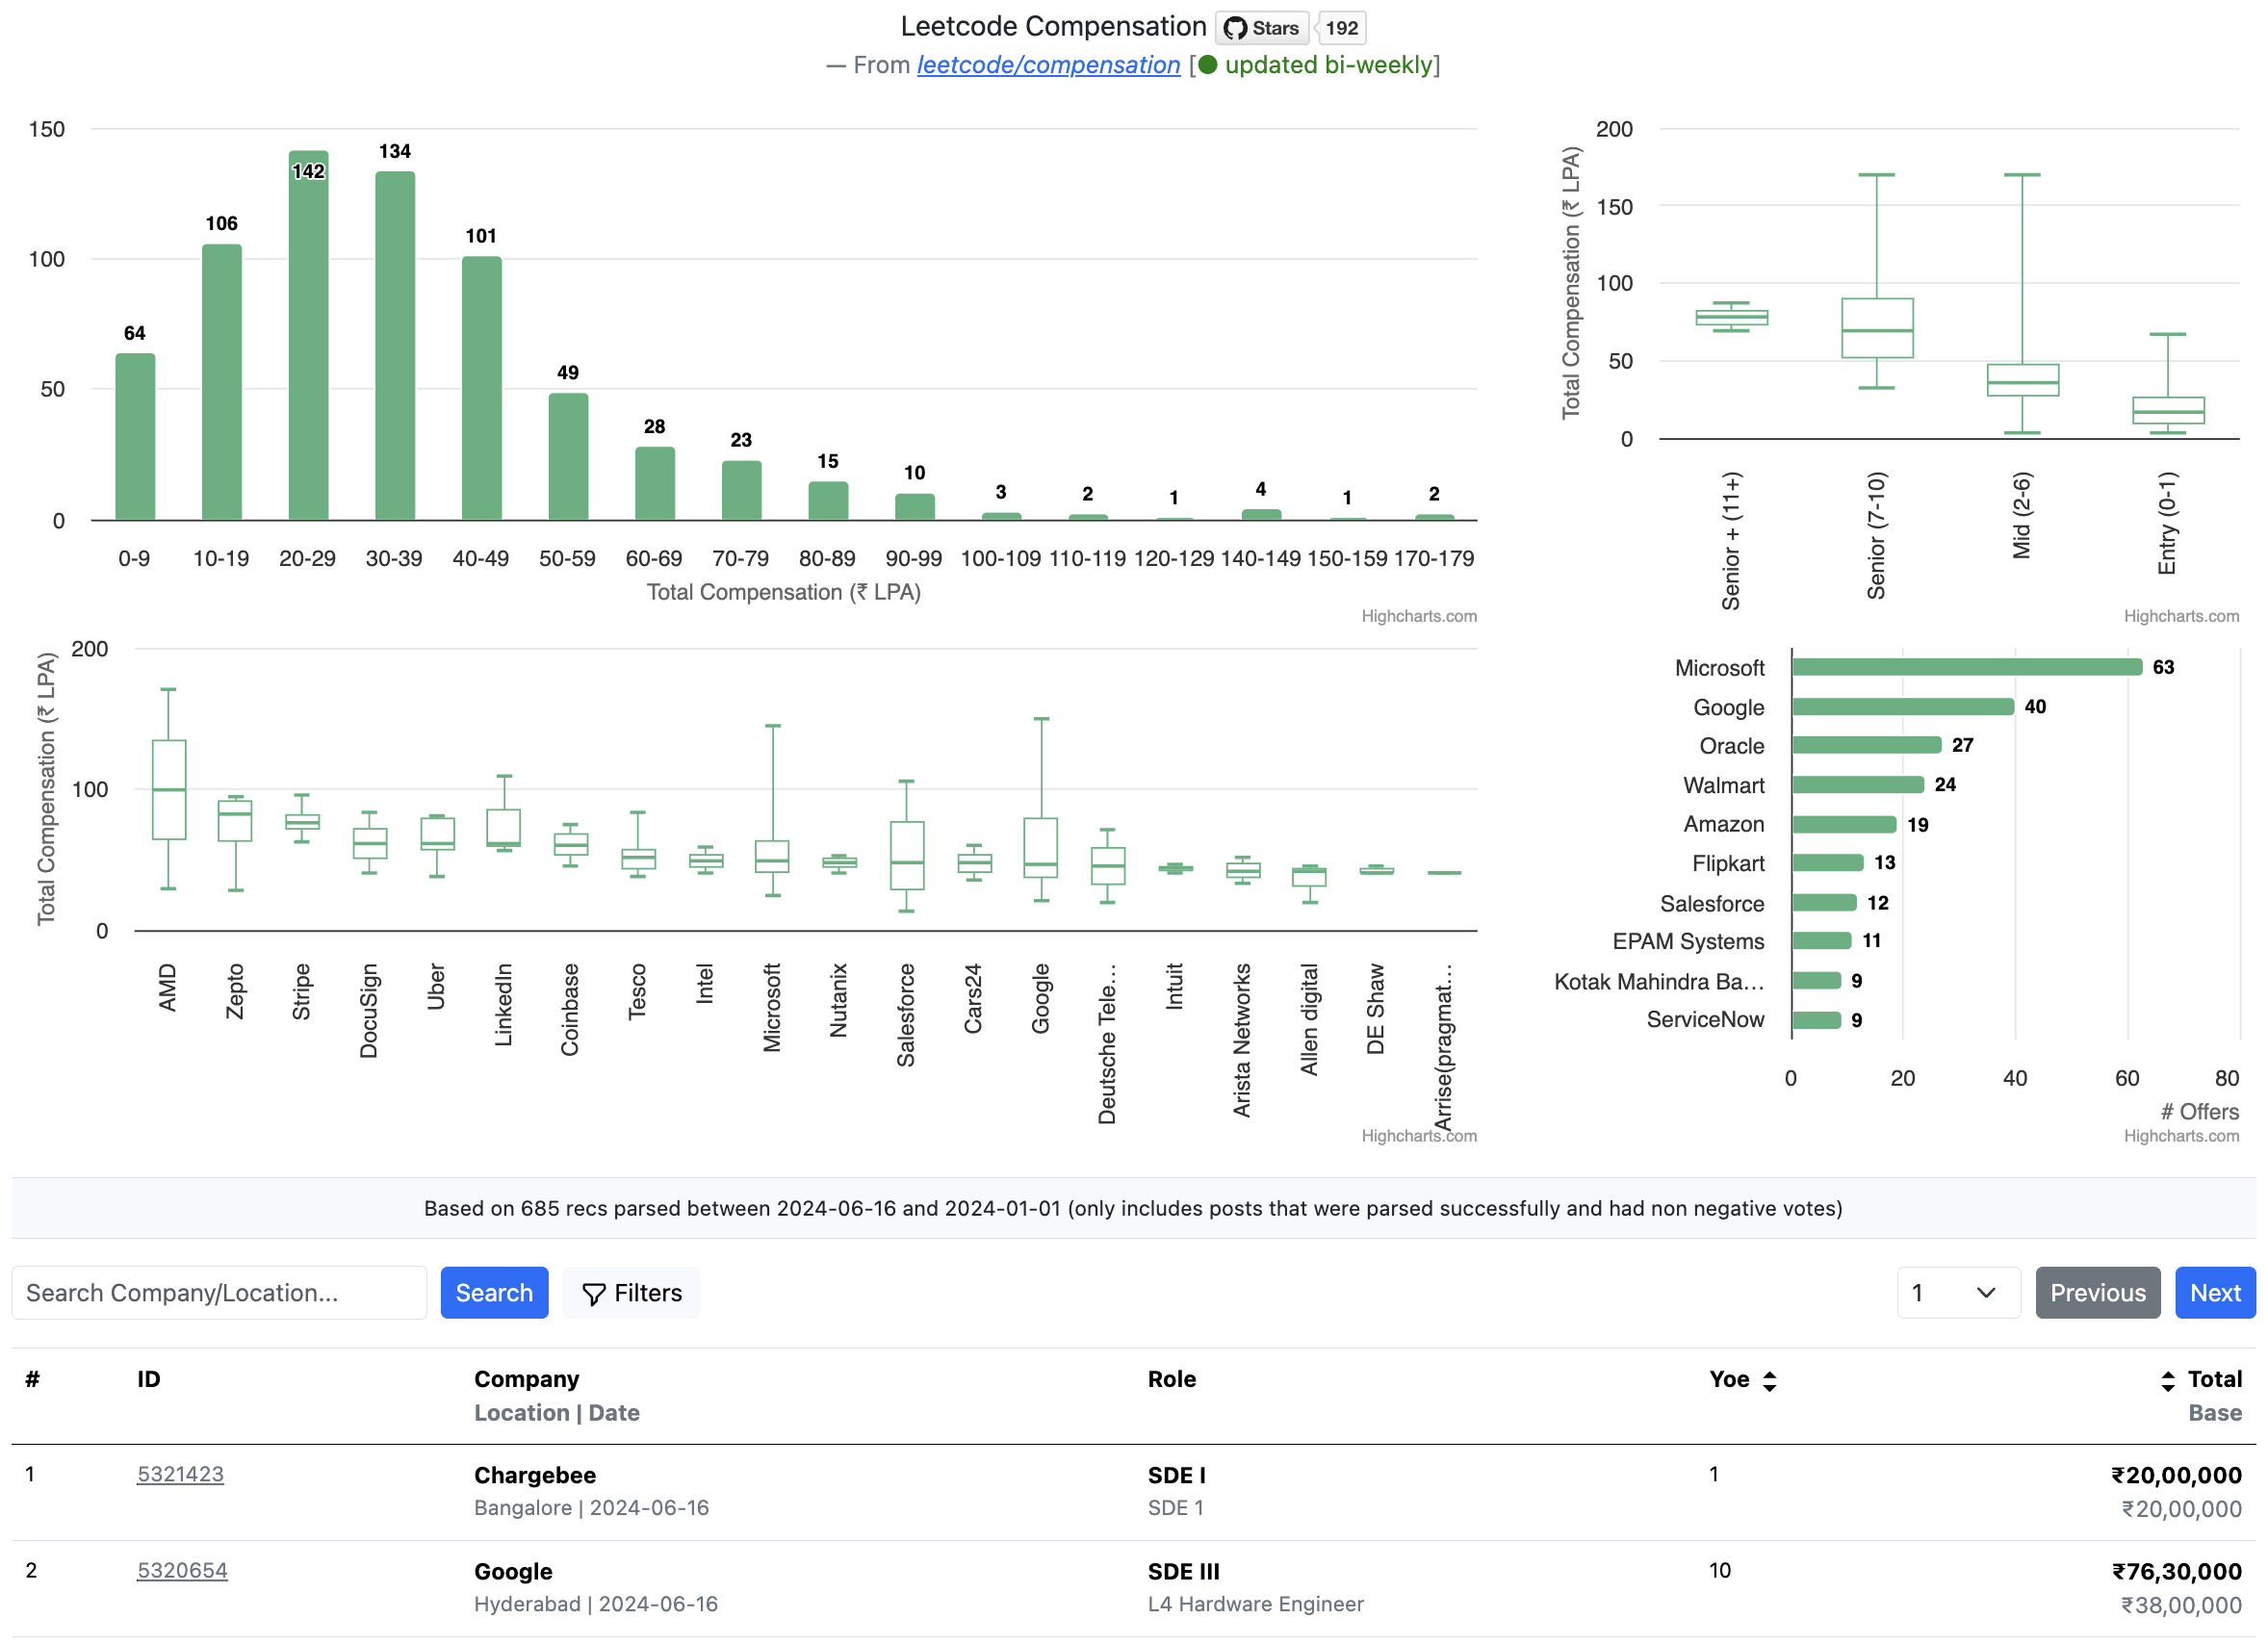 Leetcode Compensation Stars 192
— From leetcode/compensation [● updated bi-weekly]
150
100
50
0
64
106
142
134
101
49
28
23
15
10
3
2
1
4
1
2
0-9 10-19 20-29 30-39 40-49 50-59 60-69 70-79 80-89 90-99 100-109 110-119 120-129 140-149 150-159 170-179
Total Compensation (₹ LPA)
Highcharts.com
Total Compensation (₹ LPA)
200
150
100
50
0
Senior + (11+)
Senior (7-10)
Mid (2-6)
Entry (0-1)
Highcharts.com
Total Compensation (₹ LPA)
200
100
0
AMD
Zepto
Stripe
DocuSign
Uber
LinkedIn
Coinbase
Tesco
Intel
Microsoft
Nutanix
Salesforce
Cars24
Google
Deutsche Tele…
Intuit
Arista Networks
Allen digital
DE Shaw
Arrise(pragmat…
Highcharts.com
Microsoft 63
Google 40
Oracle 27
Walmart 24
Amazon 19
Flipkart 13
Salesforce 12
EPAM Systems 11
Kotak Mahindra Ba… 9
ServiceNow 9
0 20 40 60 80
# Offers
Highcharts.com
Based on 685 recs parsed between 2024-06-16 and 2024-01-01 (only includes posts that were parsed successfully and had non negative votes)
Search Company/Location... Search Filters 1 Previous Next
# ID Company Role Yoe Total
Location | Date Base
1 5321423 Chargebee SDE I 1 ₹20,00,000
Bangalore | 2024-06-16 SDE 1 ₹20,00,000
2 5320654 Google SDE III 10 ₹76,30,000
Hyderabad | 2024-06-16 L4 Hardware Engineer ₹38,00,000